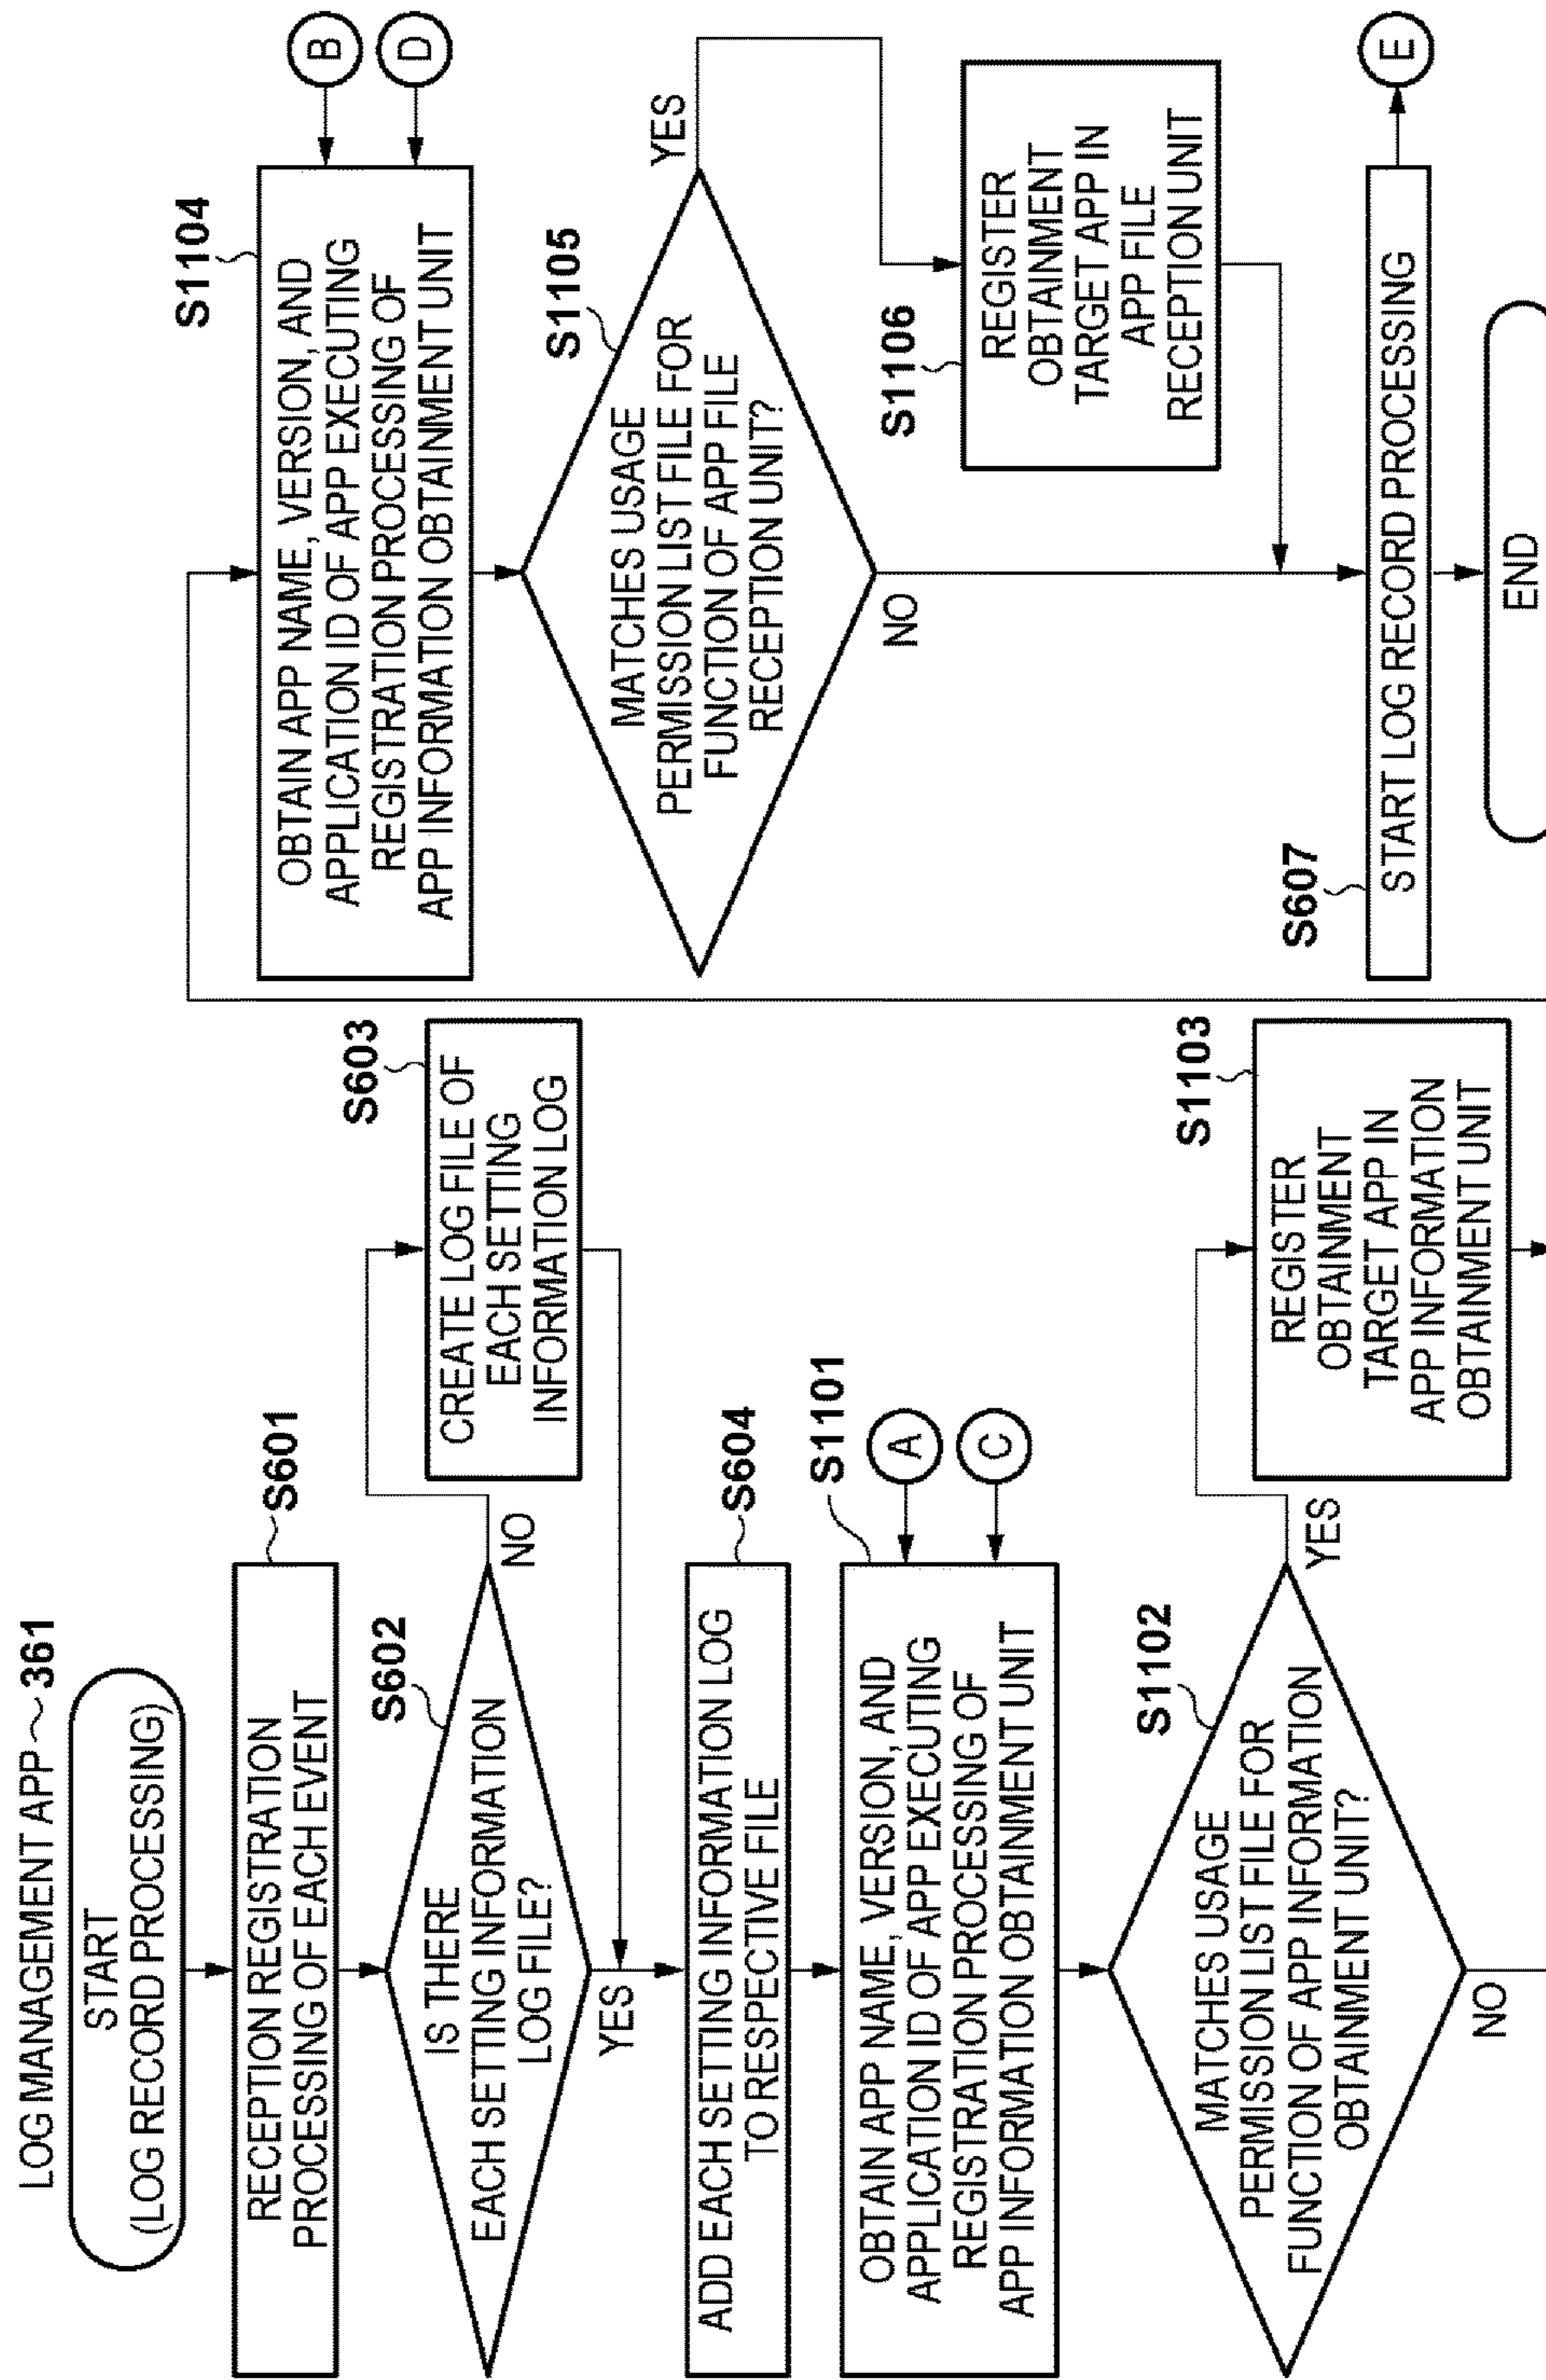 LOG MANAGEMENT APP ~ 361
START
(LOG RECORD PROCESSING)
S601
RECEPTION REGISTRATION
PROCESSING OF EACH EVENT
S602
IS THERE
EACH SETTING INFORMATION
LOG FILE?
NO
YES
S603
CREATE LOG FILE OF
EACH SETTING
INFORMATION LOG
S604
ADD EACH SETTING INFORMATION LOG
TO RESPECTIVE FILE
S1101
OBTAIN APP NAME, VERSION, AND
APPLICATION ID OF APP EXECUTING
REGISTRATION PROCESSING OF
APP INFORMATION OBTAINMENT UNIT
A
C
S1102
MATCHES USAGE
PERMISSION LIST FILE FOR
FUNCTION OF APP INFORMATION
OBTAINMENT UNIT?
YES
NO
S1103
REGISTER
OBTAINMENT
TARGET APP IN
APP INFORMATION
OBTAINMENT UNIT
S1104
OBTAIN APP NAME, VERSION, AND
APPLICATION ID OF APP EXECUTING
REGISTRATION PROCESSING OF
APP INFORMATION OBTAINMENT UNIT
B
D
S1105
MATCHES USAGE
PERMISSION LIST FILE FOR
FUNCTION OF APP FILE
RECEPTION UNIT?
YES
NO
S1106
REGISTER
OBTAINMENT
TARGET APP IN
APP FILE
RECEPTION UNIT
S607
START LOG RECORD PROCESSING
E
END